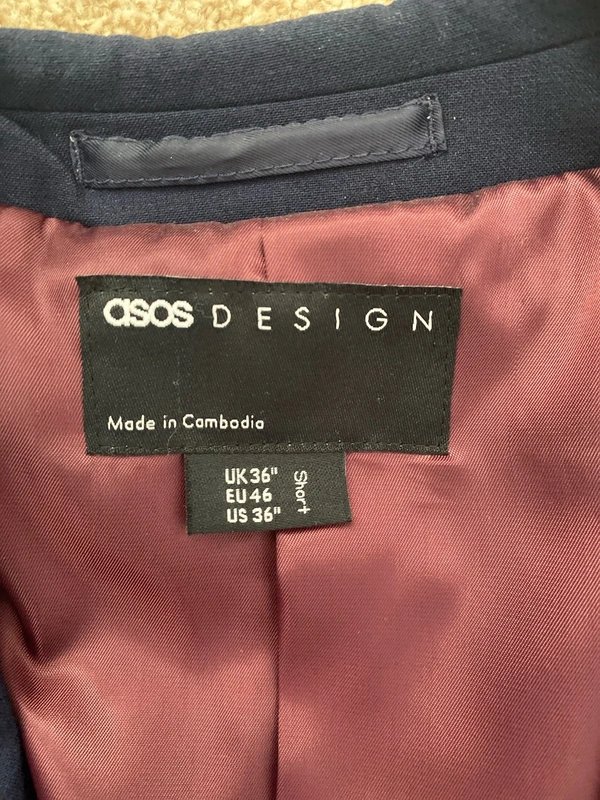 asos DESIGN
Made in Cambodia
UK 36"
EU 46
US 36"
Short